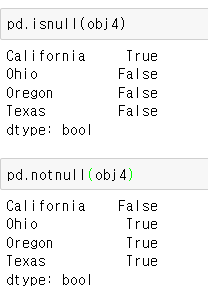 pd.isnull(obj4)
California     True
Ohio          False
Oregon        False
Texas         False
dtype: bool
pd.notnull(obj4)
California    False
Ohio           True
Oregon         True
Texas          True
dtype: bool